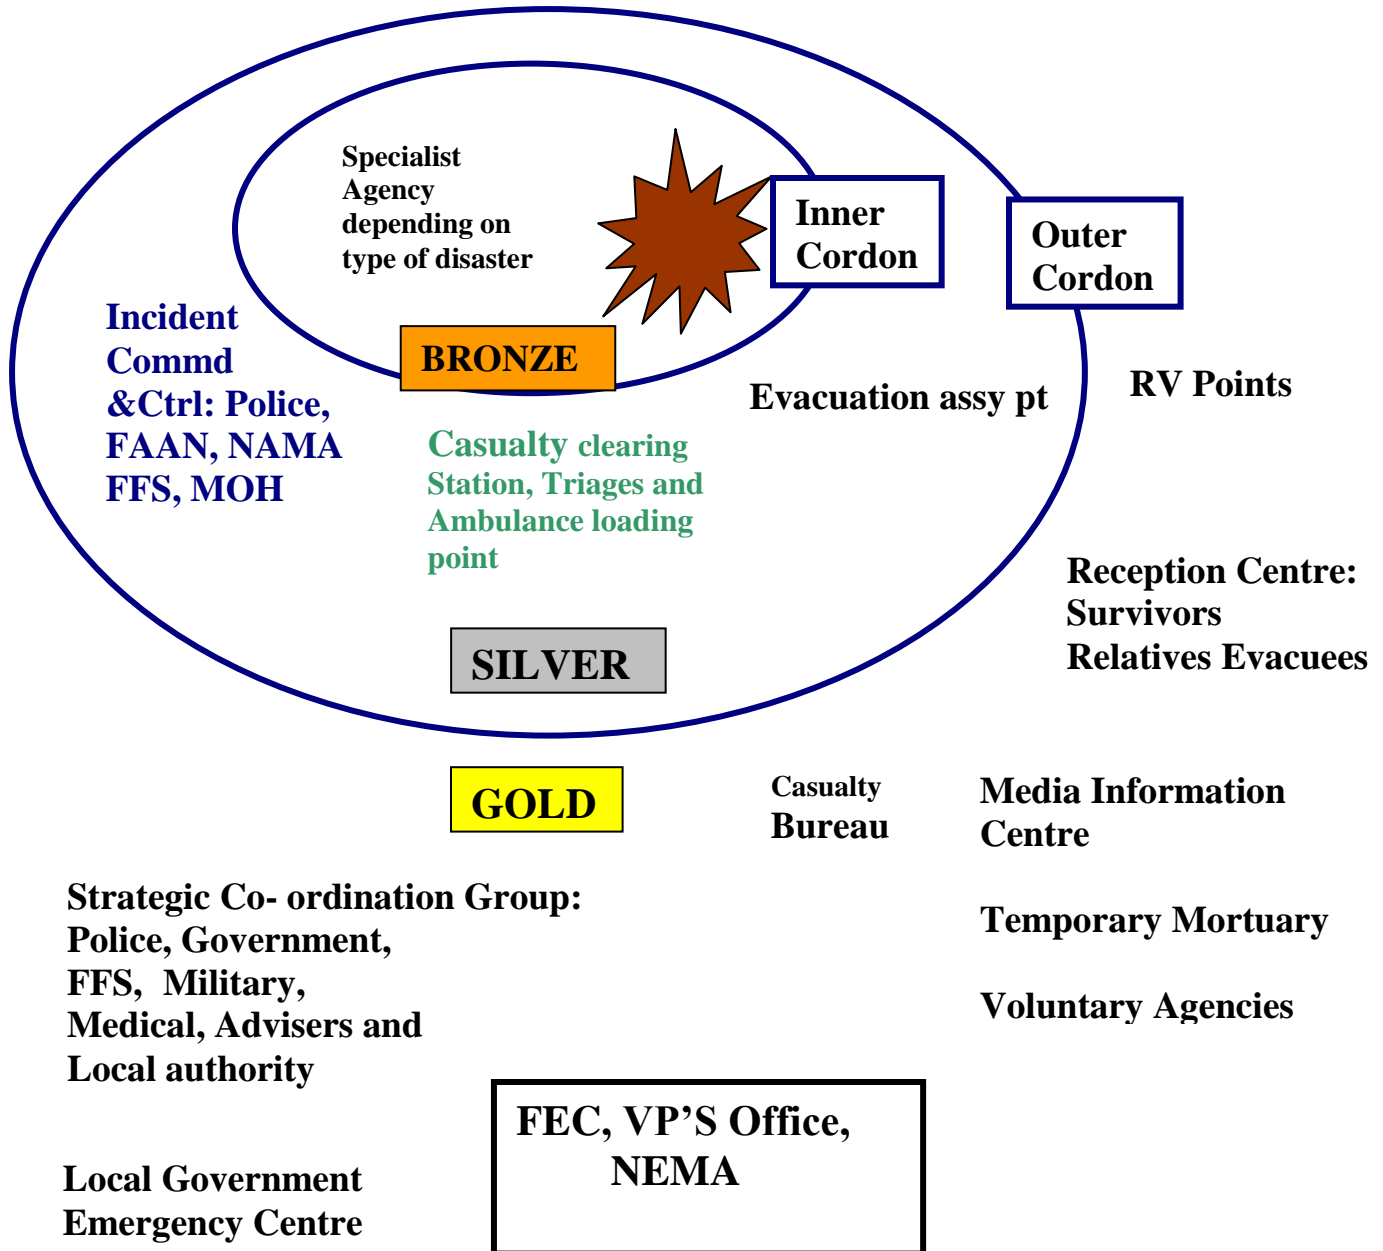 Specialist
Agency
depending on
type of disaster
Inner
Cordon
Outer
Cordon
Incident
Commd
&Ctrl: Police,
FAAN, NAMA
FFS, MOH
BRONZE
Evacuation assy pt
RV Points
Casualty clearing
Station, Triages and
Ambulance loading
point
Reception Centre:
Survivors
Relatives Evacuees
SILVER
GOLD
Casualty
Bureau
Media Information
Centre
Temporary Mortuary
Voluntary Agencies
Strategic Co- ordination Group:
Police, Government,
FFS, Military,
Medical, Advisers and
Local authority
FEC, VP’S Office,
NEMA
Local Government
Emergency Centre